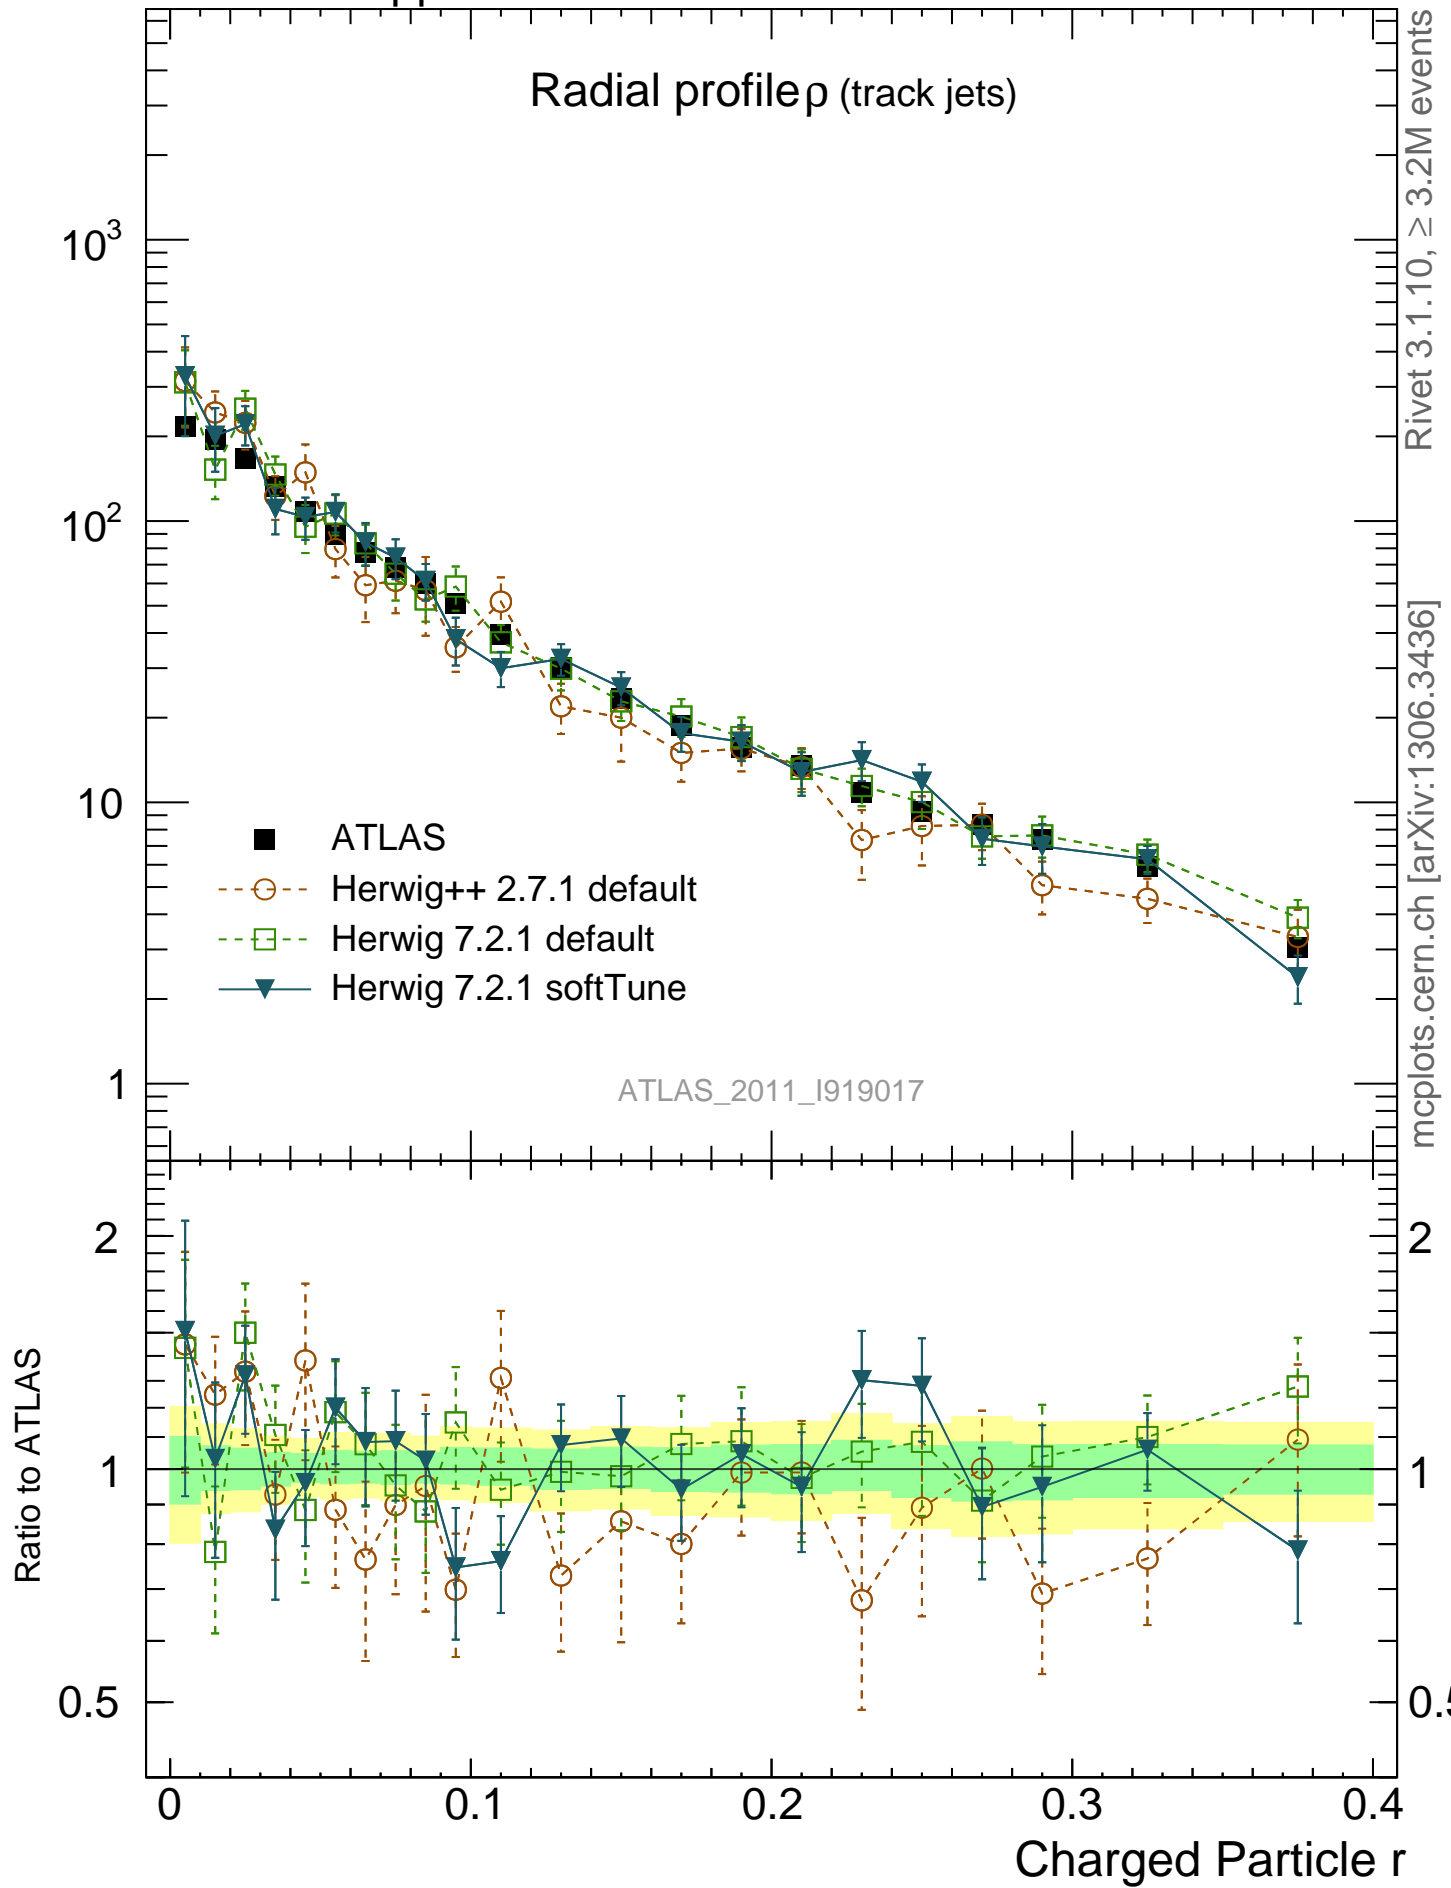 Radial profile ρ (track jets)
Rivet 3.1.10, ≥ 3.2M events
mcplots.cern.ch [arXiv:1306.3436]
10³
10²
10
1
ATLAS
Herwig++ 2.7.1 default
Herwig 7.2.1 default
Herwig 7.2.1 softTune
ATLAS_2011_I919017
Ratio to ATLAS
2
1
0.5
2
1
0 0.1 0.2 0.3 0.4
Charged Particle r